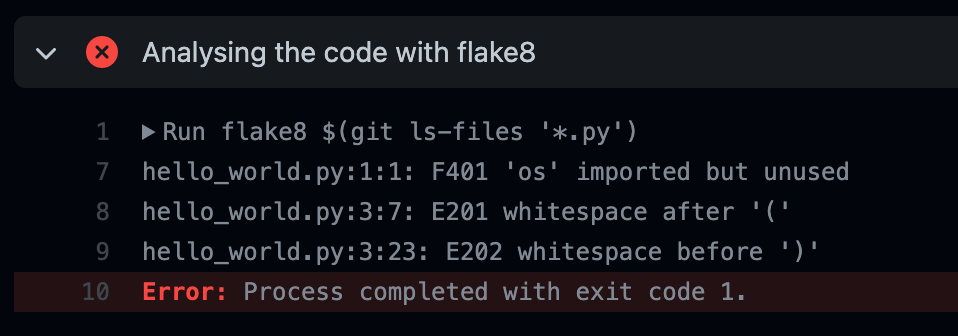 Analysing the code with flake8
1 ▶ Run flake8 $(git ls-files '*.py')
7 hello_world.py:1:1: F401 'os' imported but unused
8 hello_world.py:3:7: E201 whitespace after '('
9 hello_world.py:3:23: E202 whitespace before ')'
10 Error: Process completed with exit code 1.